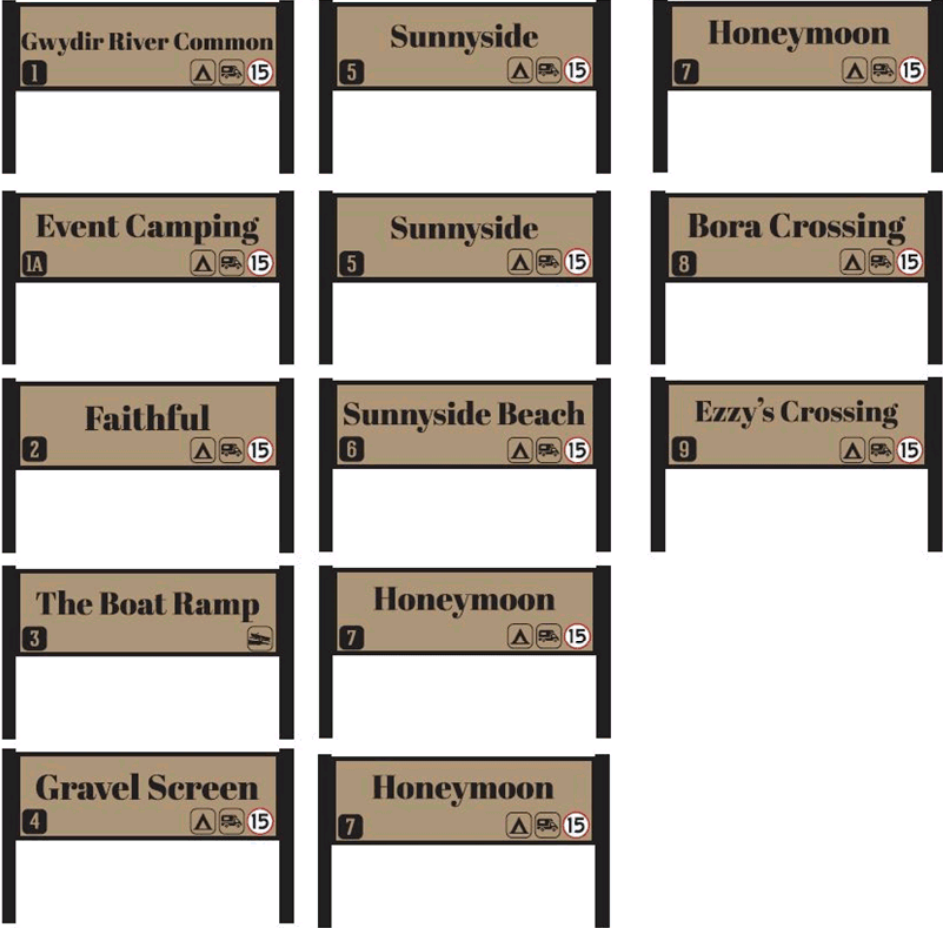 Gwydir River Common
1 15
Event Camping
1A 15
Faithful
2 15
The Boat Ramp
3
Gravel Screen
4 15
Sunnyside
5 15
Sunnyside
5 15
Sunnyside Beach
6 15
Honeymoon
7 15
Honeymoon
7 15
Honeymoon
7 15
Bora Crossing
8 15
Ezzy’s Crossing
9 15